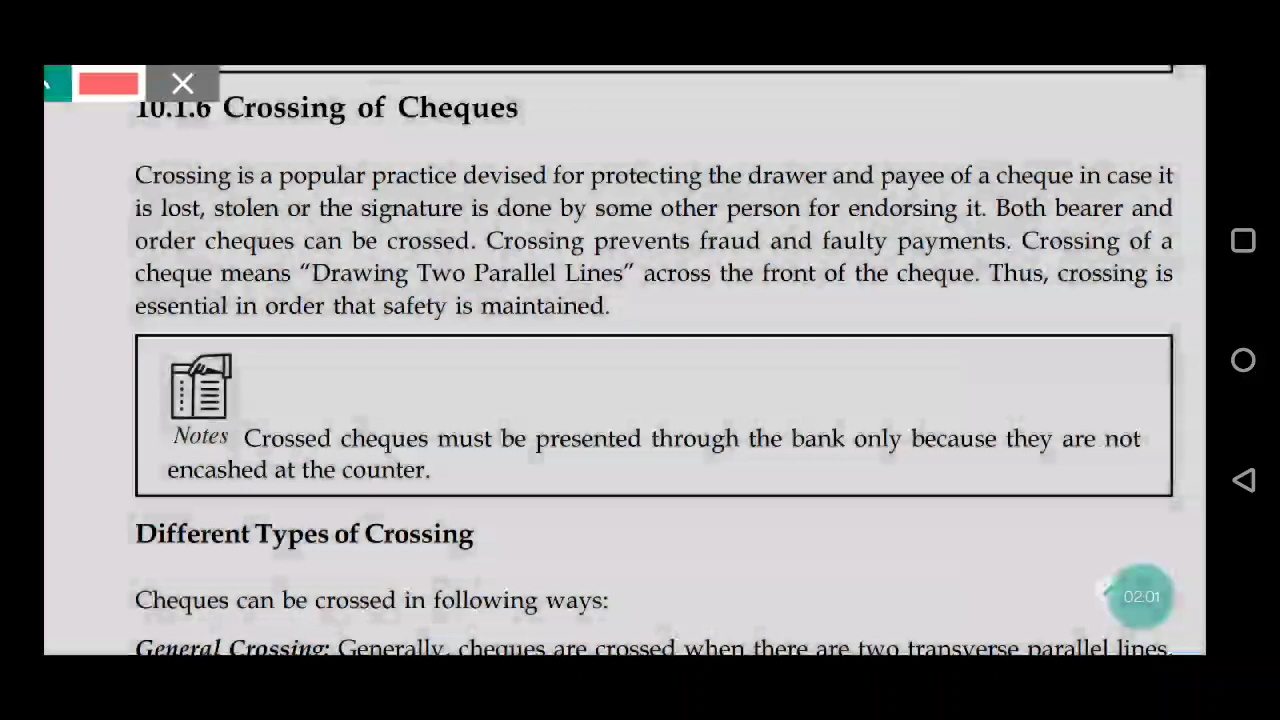 10.1.6 Crossing of Cheques
Crossing is a popular practice devised for protecting the drawer and payee of a cheque in case it
is lost, stolen or the signature is done by some other person for endorsing it. Both bearer and
order cheques can be crossed. Crossing prevents fraud and faulty payments. Crossing of a
cheque means “Drawing Two Parallel Lines” across the front of the cheque. Thus, crossing is
essential in order that safety is maintained.
Notes Crossed cheques must be presented through the bank only because they are not
encashed at the counter.
Different Types of Crossing
Cheques can be crossed in following ways:
02:01
General Crossing: Generally, cheques are crossed when there are two transverse parallel lines,